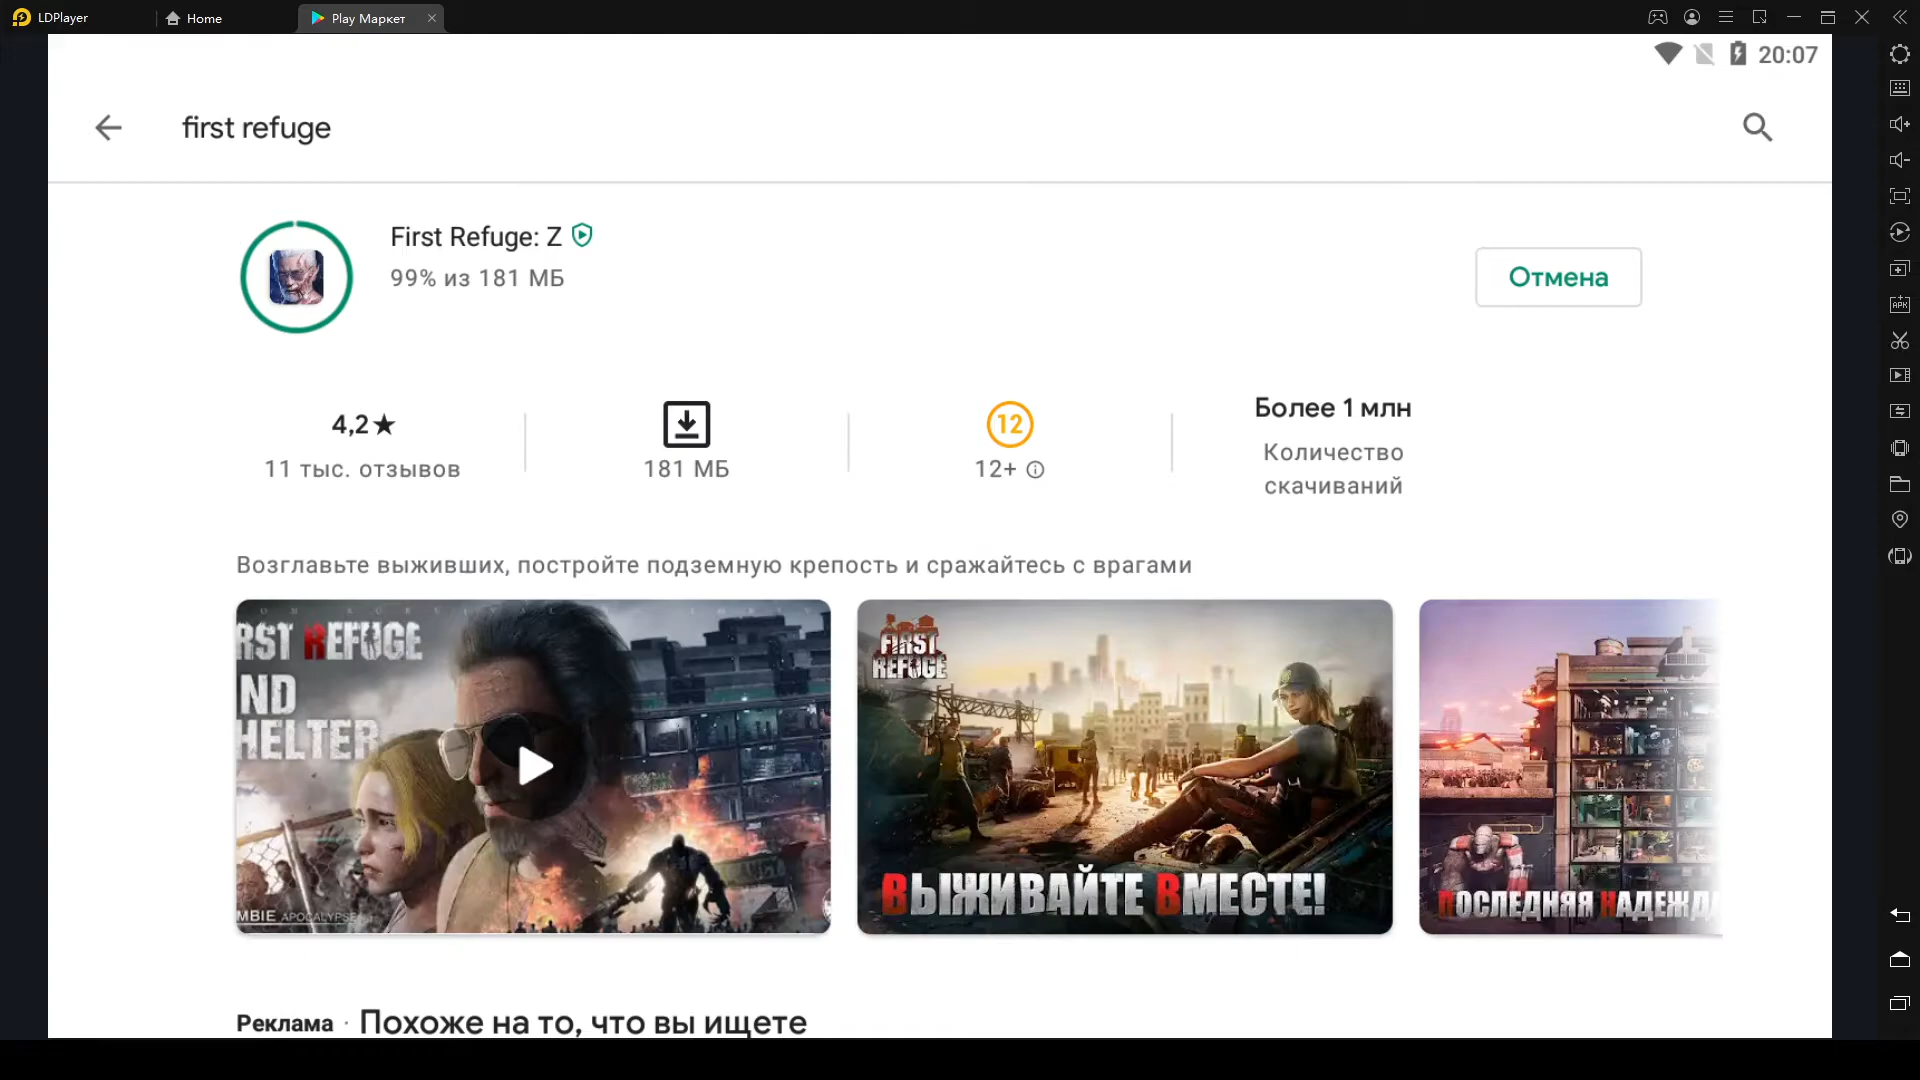 LDPlayer
Home
Play Маркет
20:07
first refuge
First Refuge: Z
99% из 181 МБ
Отмена
4,2★
11 тыс. отзывов
181 МБ
12
12+
Более 1 млн
Количество
скачиваний
Возглавьте выживших, постройте подземную крепость и сражайтесь с врагами
RST REFUGE
ND
HELTER
MBIE APOCALYPSE
FIRST
REFUGE
ВЫЖИВАЙТЕ ВМЕСТЕ!
ПОСЛЕДНЯЯ НАДЕЖДА
Реклама · Похоже на то, что вы ищете
APK